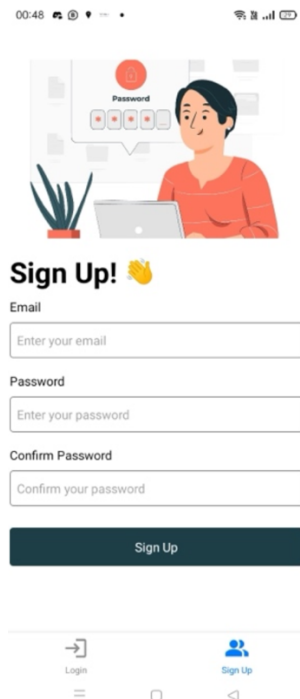 00:48
Password
Sign Up! 👋
Email
Enter your email
Password
Enter your password
Confirm Password
Confirm your password
Sign Up
Login
Sign Up